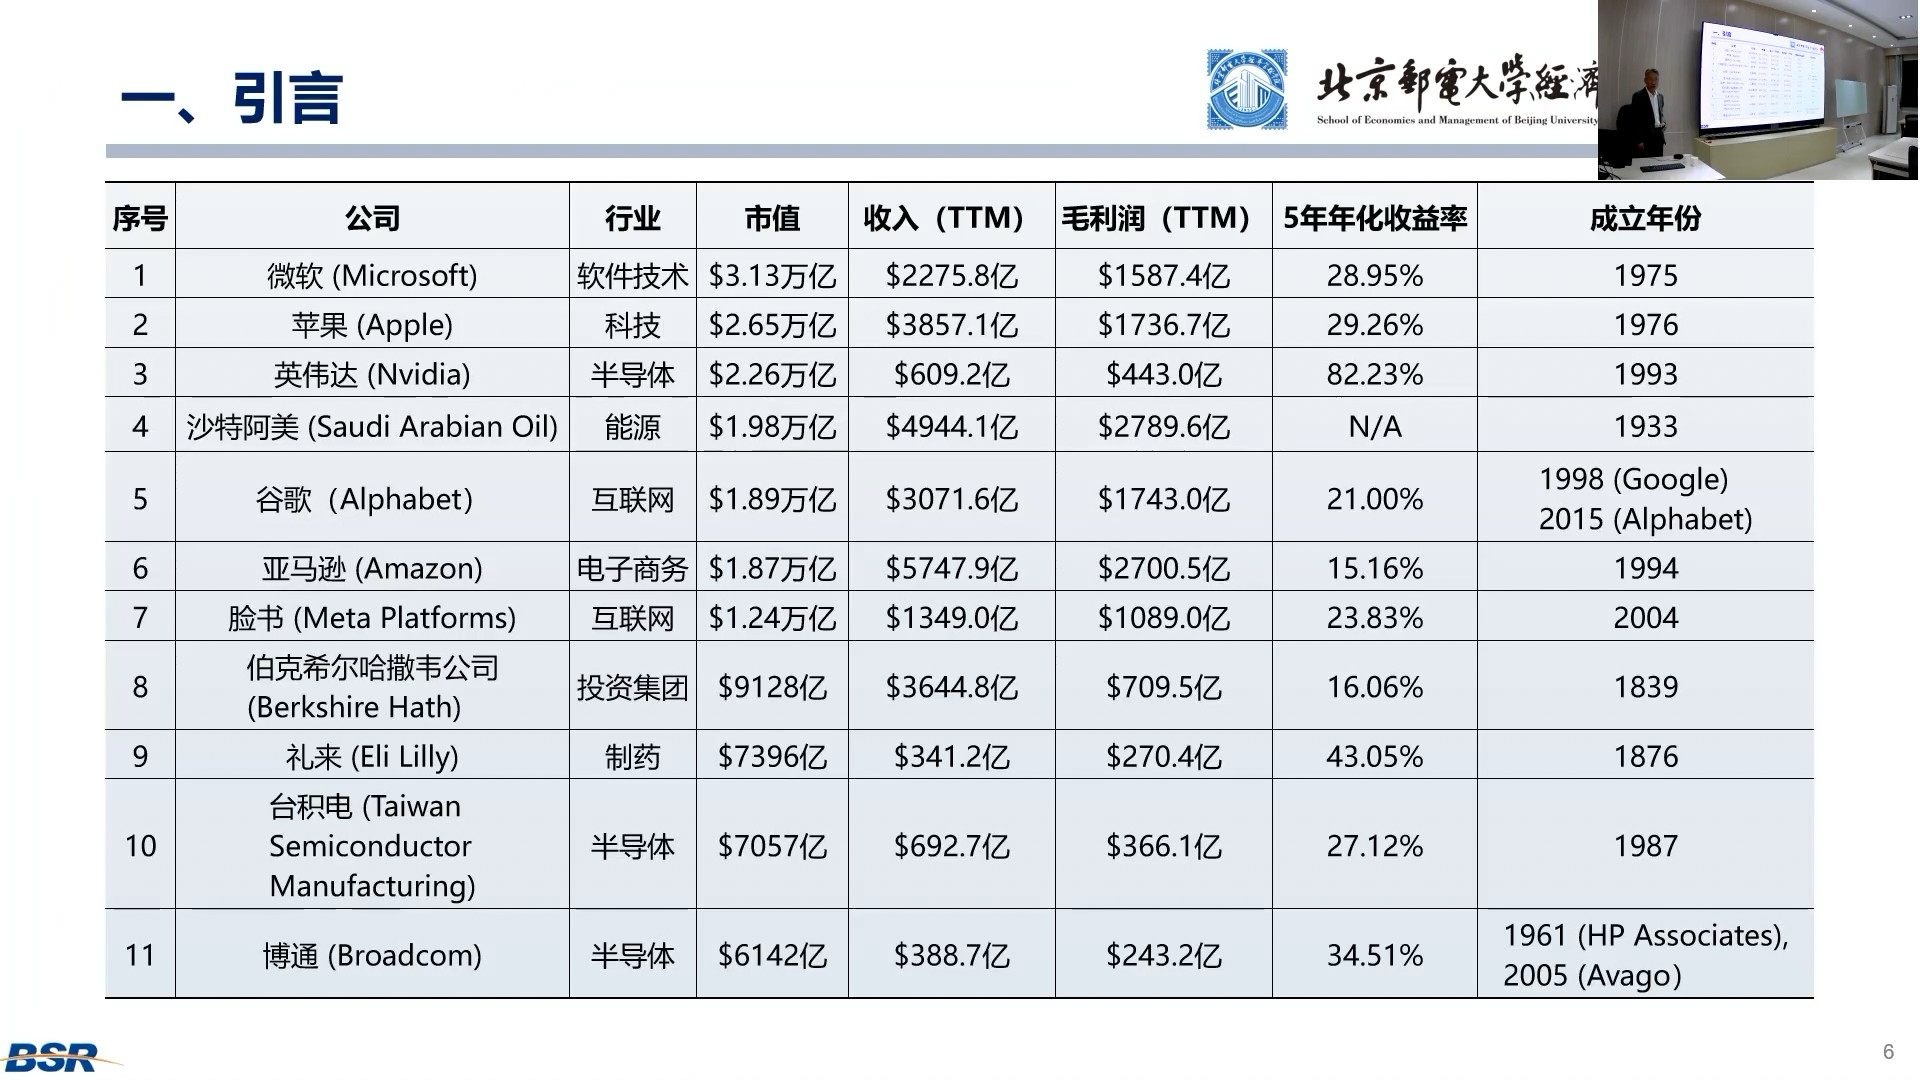 一、引言
北京郵電大學經濟
School of Economics and Management of Beijing University
序号 公司 行业 市值 收入（TTM） 毛利润（TTM） 5年年化收益率 成立年份
1 微软 (Microsoft) 软件技术 $3.13万亿 $2275.8亿 $1587.4亿 28.95% 1975
2 苹果 (Apple) 科技 $2.65万亿 $3857.1亿 $1736.7亿 29.26% 1976
3 英伟达 (Nvidia) 半导体 $2.26万亿 $609.2亿 $443.0亿 82.23% 1993
4 沙特阿美 (Saudi Arabian Oil) 能源 $1.98万亿 $4944.1亿 $2789.6亿 N/A 1933
5 谷歌（Alphabet） 互联网 $1.89万亿 $3071.6亿 $1743.0亿 21.00% 1998 (Google)
2015 (Alphabet)
6 亚马逊 (Amazon) 电子商务 $1.87万亿 $5747.9亿 $2700.5亿 15.16% 1994
7 脸书 (Meta Platforms) 互联网 $1.24万亿 $1349.0亿 $1089.0亿 23.83% 2004
8 伯克希尔哈撒韦公司
(Berkshire Hath) 投资集团 $9128亿 $3644.8亿 $709.5亿 16.06% 1839
9 礼来 (Eli Lilly) 制药 $7396亿 $341.2亿 $270.4亿 43.05% 1876
10 台积电 (Taiwan
Semiconductor
Manufacturing) 半导体 $7057亿 $692.7亿 $366.1亿 27.12% 1987
11 博通 (Broadcom) 半导体 $6142亿 $388.7亿 $243.2亿 34.51% 1961 (HP Associates),
2005 (Avago）
BSR
6